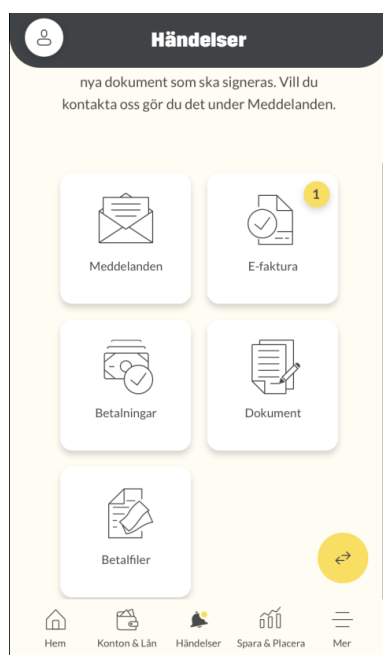 Händelser
nya dokument som ska signeras. Vill du
kontakta oss gör du det under Meddelanden.
1
Meddelanden
E-faktura
Betalningar
Dokument
Betalfiler
Hem
Konton & Lån
Händelser
Spara & Placera
Mer